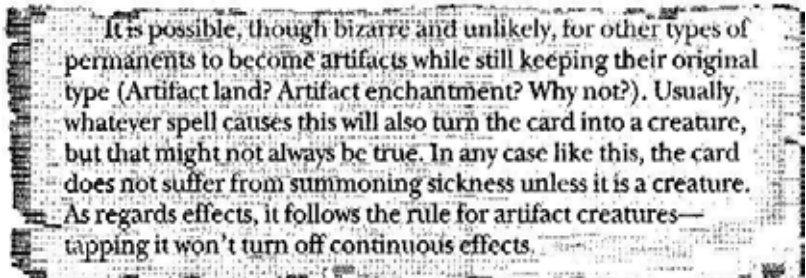 It is possible, though bizarre and unlikely, for other types of
permanents to become artifacts while still keeping their original
type (Artifact land? Artifact enchantment? Why not?). Usually,
whatever spell causes this will also turn the card into a creature,
but that might not always be true. In any case like this, the card
does not suffer from summoning sickness unless it is a creature.
As regards effects, it follows the rule for artifact creatures—
tapping it won't turn off continuous effects.